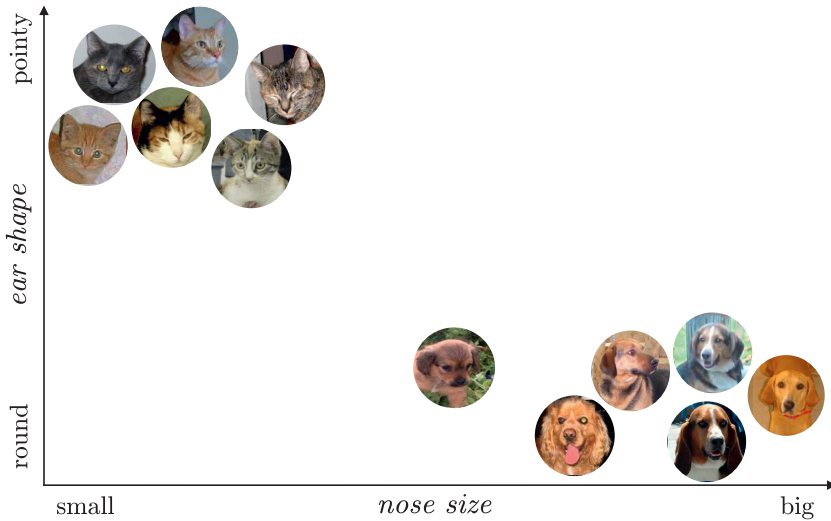 pointy
ear shape
round
small
nose size
big